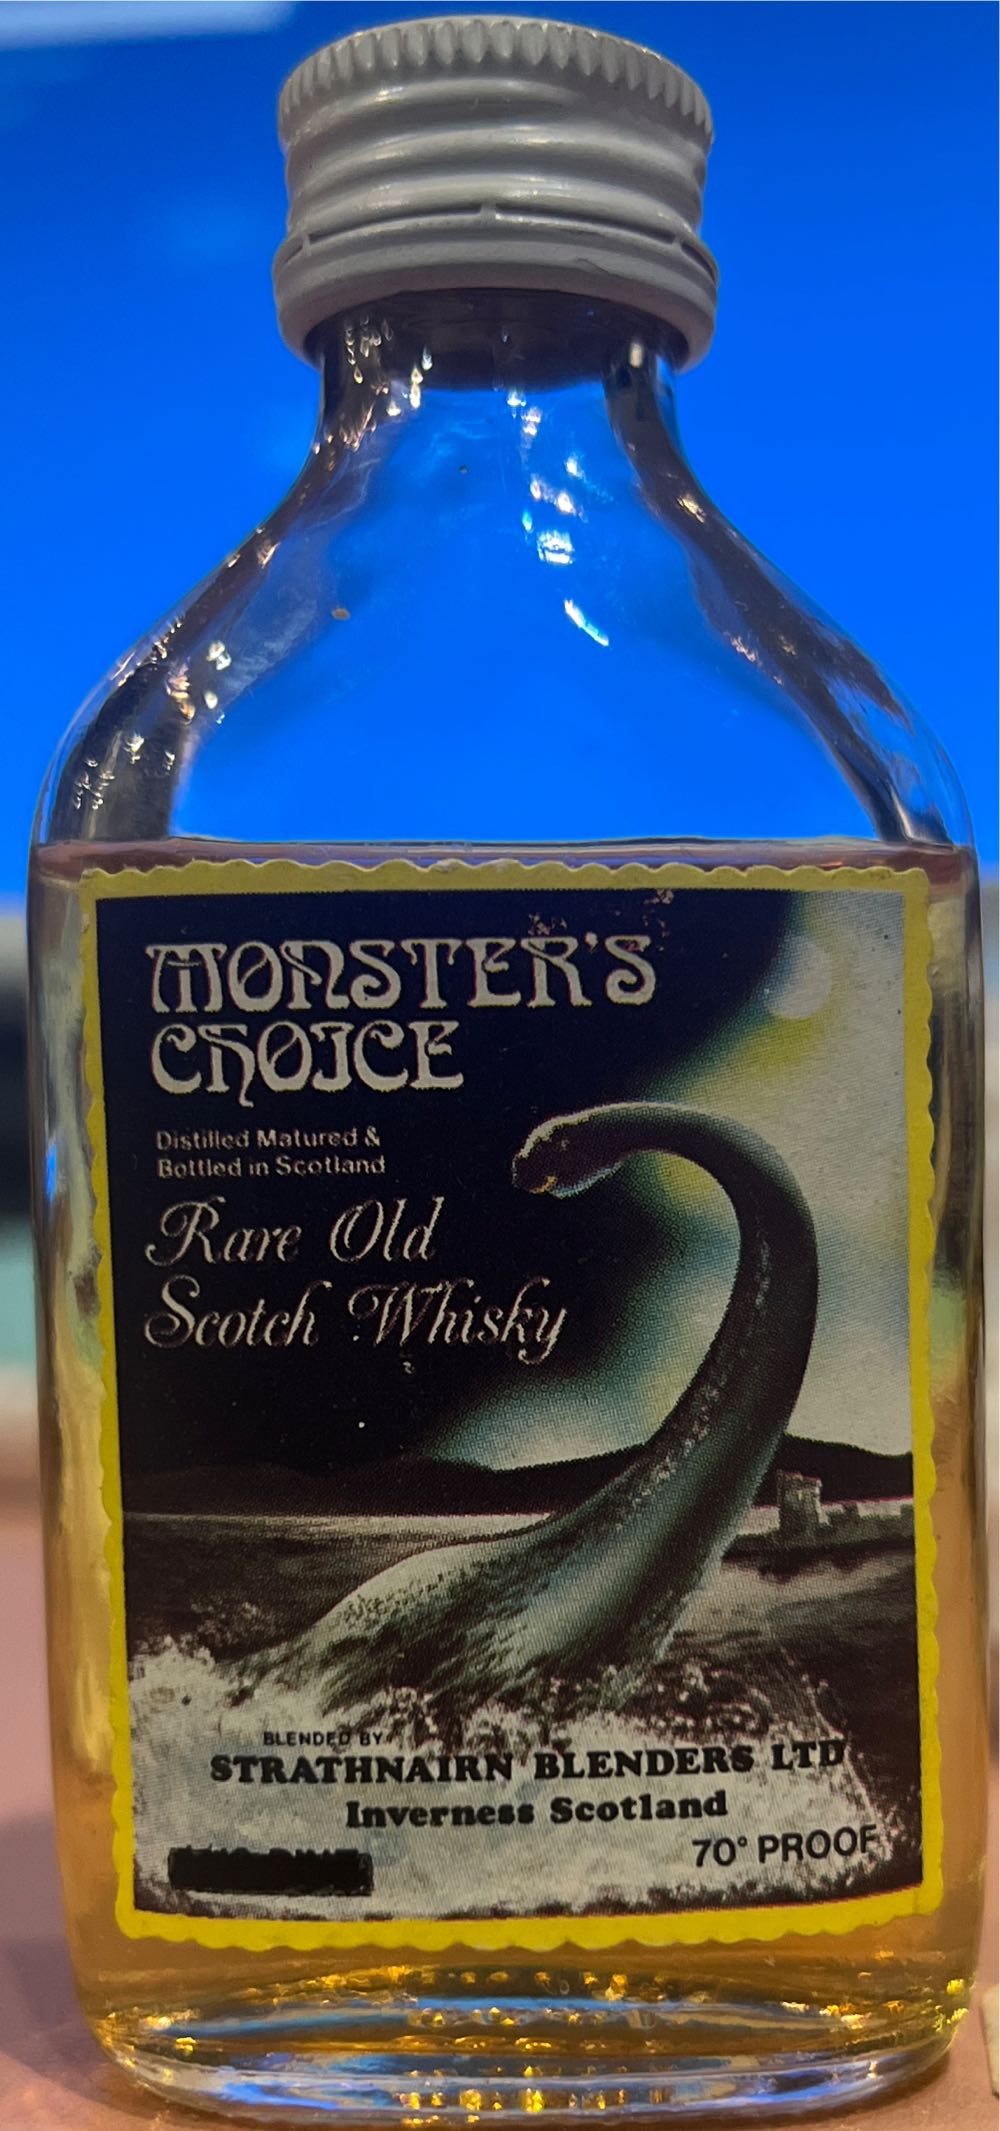 MONSTER'S
CHOICE
Distilled Matured &
Bottled in Scotland
Rare Old
Scotch Whisky
BLENDED BY
STRATHNAIRN BLENDERS LTD
Inverness Scotland
70° PROOF